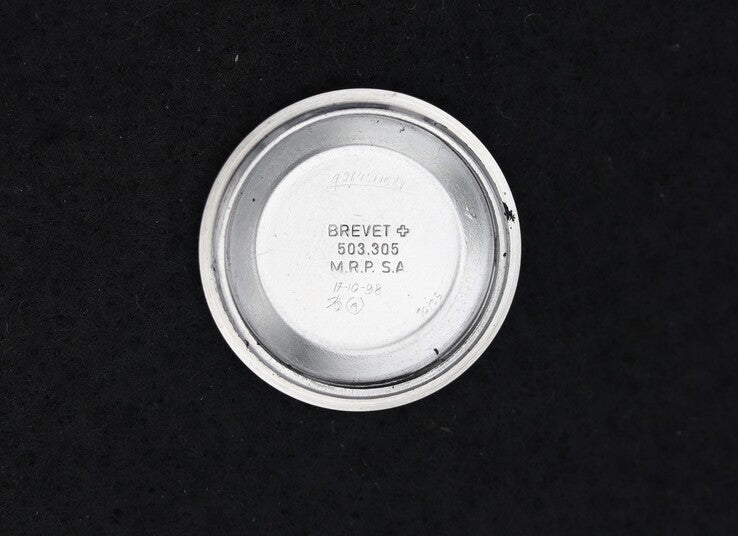 BREVET ✚
503.305
M.R.P. S.A
17-10-98